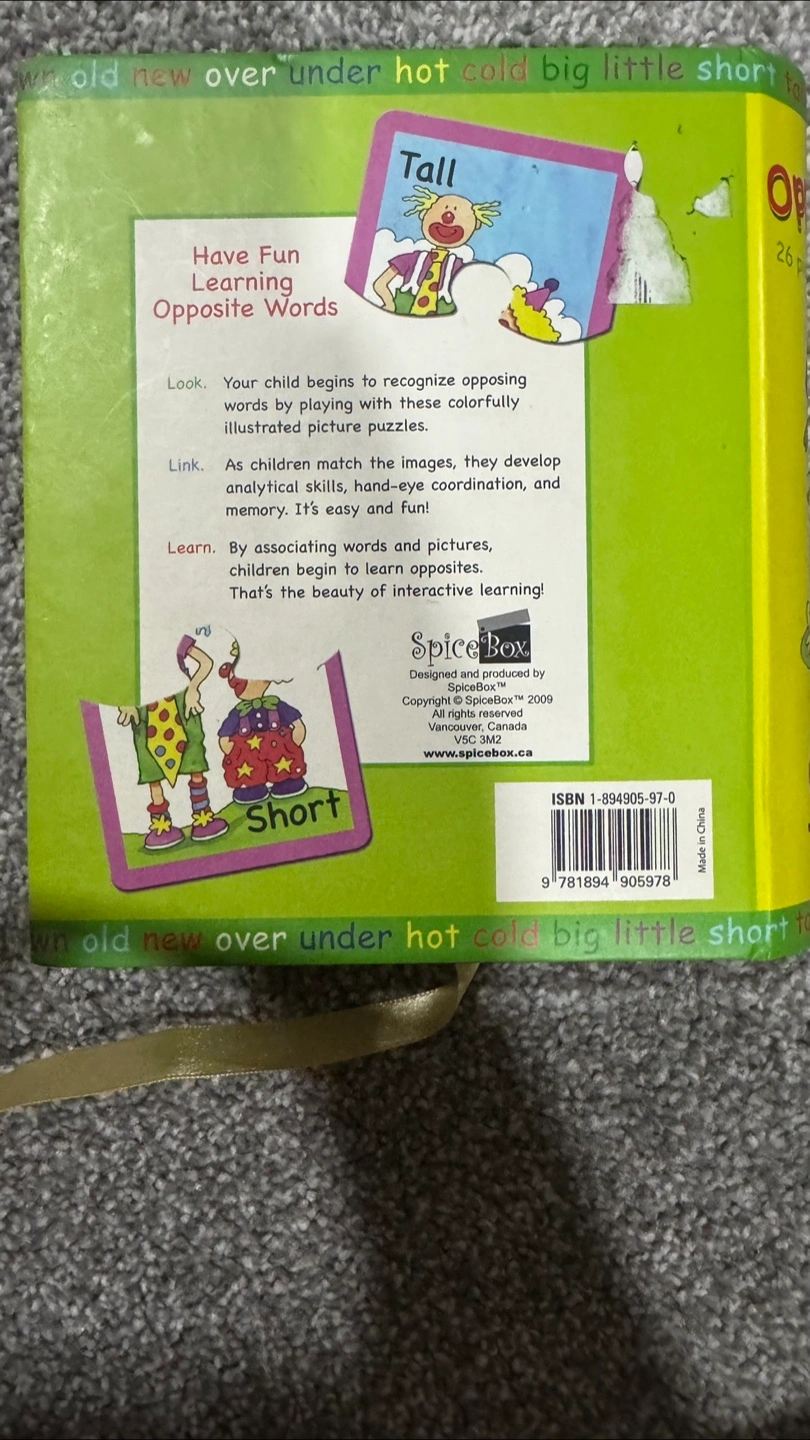 old new over under hot cold big little short
Tall
Have Fun
Learning
Opposite Words
Look. Your child begins to recognize opposing
words by playing with these colorfully
illustrated picture puzzles.
Link. As children match the images, they develop
analytical skills, hand-eye coordination, and
memory. It's easy and fun!
Learn. By associating words and pictures,
children begin to learn opposites.
That's the beauty of interactive learning!
SpiceBox
Designed and produced by
SpiceBox™
Copyright © SpiceBox™ 2009
All rights reserved
Vancouver, Canada
V5C 3M2
www.spicebox.ca
Short
ISBN 1-894905-97-0
9 781894 905978
Made in China
old new over under hot cold big little short
Op
26